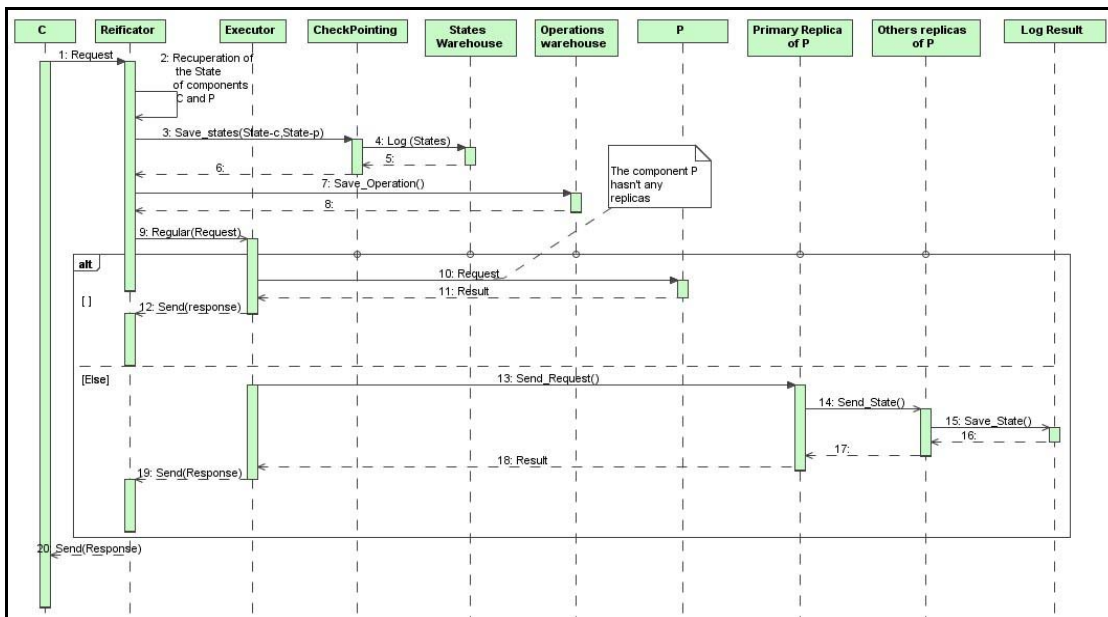 C
Reificator
Executor
CheckPointing
States
Warehouse
Operations
warehouse
P
Primary Replica
of P
Others replicas
of P
Log Result
1: Request
2: Recuperation of
the State
of components
C and P
3: Save_states(State-c,State-p)
4: Log (States)
5:
6:
The component P
hasn't any
replicas
7: Save_Operation()
8:
9: Regular(Request)
alt
10: Request
11: Result
[ ]
12: Send(response)
[Else]
13: Send_Request()
14: Send_State()
15: Save_State()
16:
17:
18: Result
19: Send(Response)
20: Send(Response)